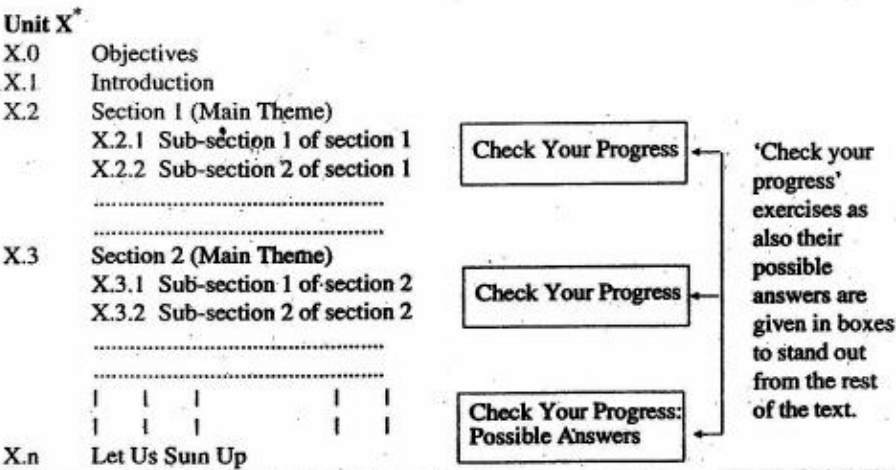 Unit X*
X.0 Objectives
X.1 Introduction
X.2 Section 1 (Main Theme)
X.2.1 Sub-section 1 of section 1
X.2.2 Sub-section 2 of section 1
................................................
................................................
X.3 Section 2 (Main Theme)
X.3.1 Sub-section 1 of section 2
X.3.2 Sub-section 2 of section 2
................................................
................................................
X.n Let Us Sum Up
Check Your Progress
Check Your Progress
Check Your Progress:
Possible Answers
'Check your
progress'
exercises as
also their
possible
answers are
given in boxes
to stand out
from the rest
of the text.